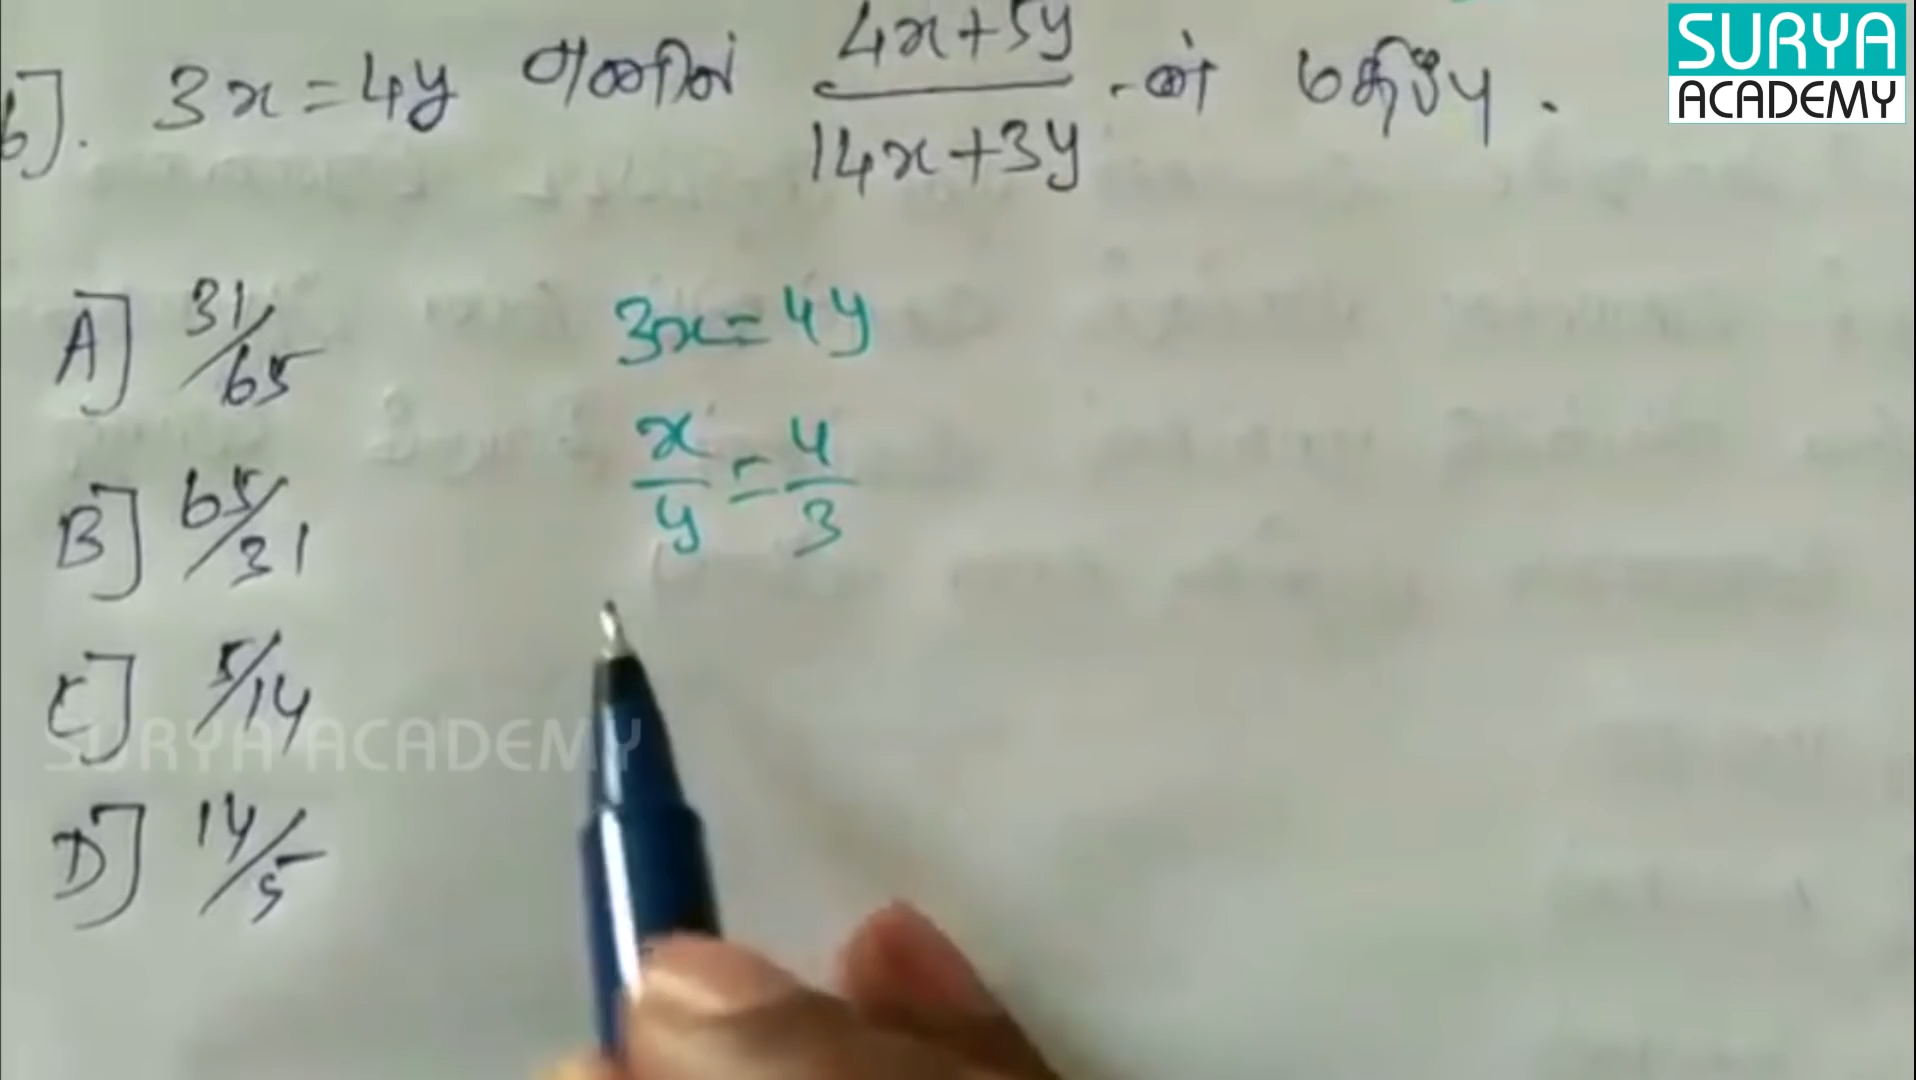 6]. 3x=4y எனில் 4x+5y/14x+3y -ன் மதிப்பு.
SURYA
ACADEMY
A] 31/65
3x=4y
x/y=4/3
B] 65/31
C] 5/14
SURYA ACADEMY
D] 14/5